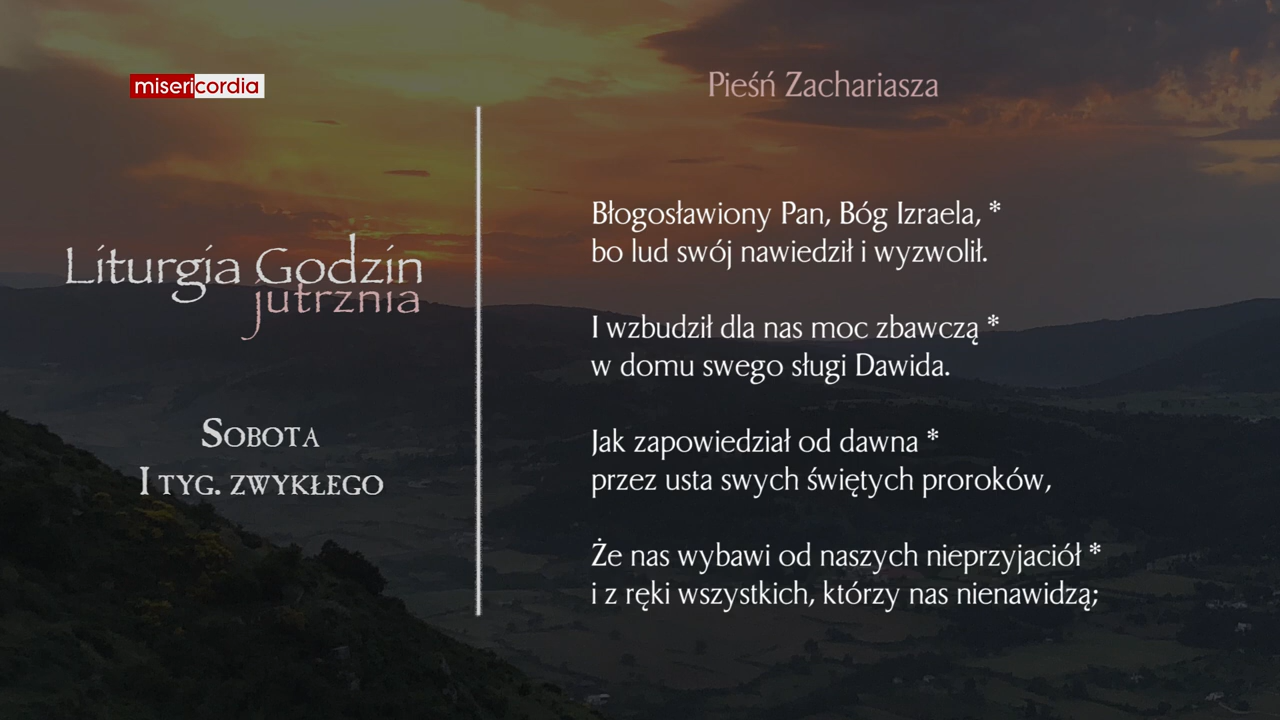 misericordia
Liturgia Godzin
jutrznia
Sobota
I tyg. zwykłego
Pieśń Zachariasza
Błogosławiony Pan, Bóg Izraela, *
bo lud swój nawiedził i wyzwolił.
I wzbudził dla nas moc zbawczą *
w domu swego sługi Dawida.
Jak zapowiedział od dawna *
przez usta swych świętych proroków,
Że nas wybawi od naszych nieprzyjaciół *
i z ręki wszystkich, którzy nas nienawidzą;